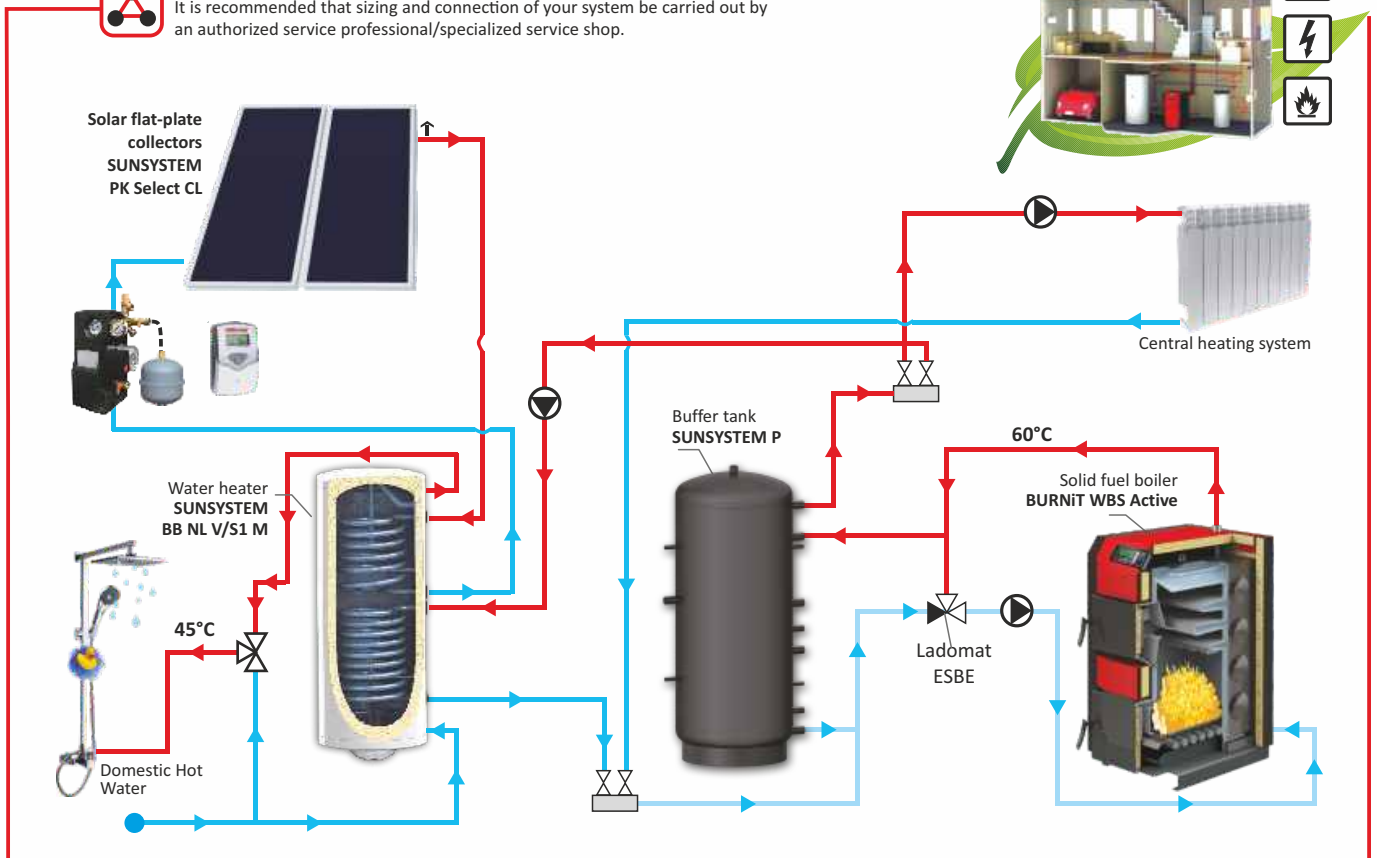 It is recommended that sizing and connection of your system be carried out by
an authorized service professional/specialized service shop.
Solar flat-plate
collectors
SUNSYSTEM
PK Select CL
Central heating system
Buffer tank
SUNSYSTEM P
60°C
Solid fuel boiler
BURNiT WBS Active
Water heater
SUNSYSTEM
BB NL V/S1 M
45°C
Ladomat
ESBE
Domestic Hot
Water